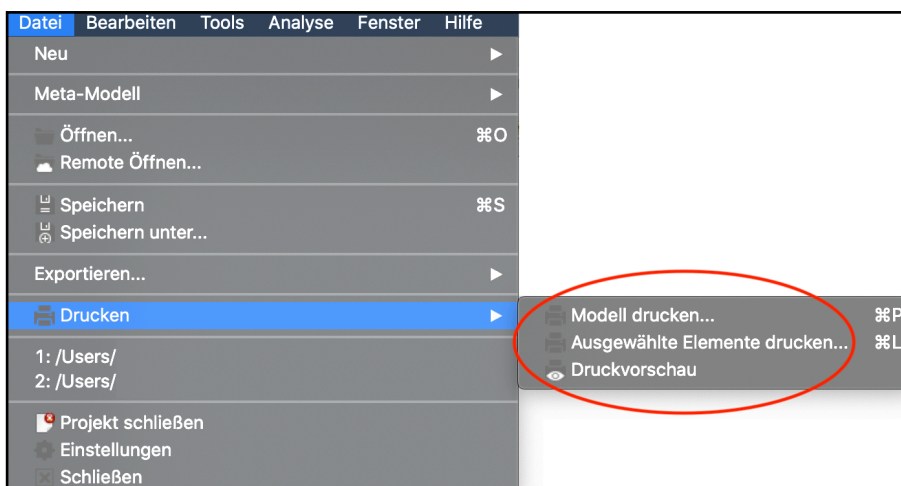 Datei Bearbeiten Tools Analyse Fenster Hilfe
Neu
Meta-Modell
Öffnen... ⌘O
Remote Öffnen...
Speichern ⌘S
Speichern unter...
Exportieren...
Drucken
Modell drucken... ⌘P
Ausgewählte Elemente drucken... ⌘L
Druckvorschau
1: /Users/
2: /Users/
Projekt schließen
Einstellungen
Schließen